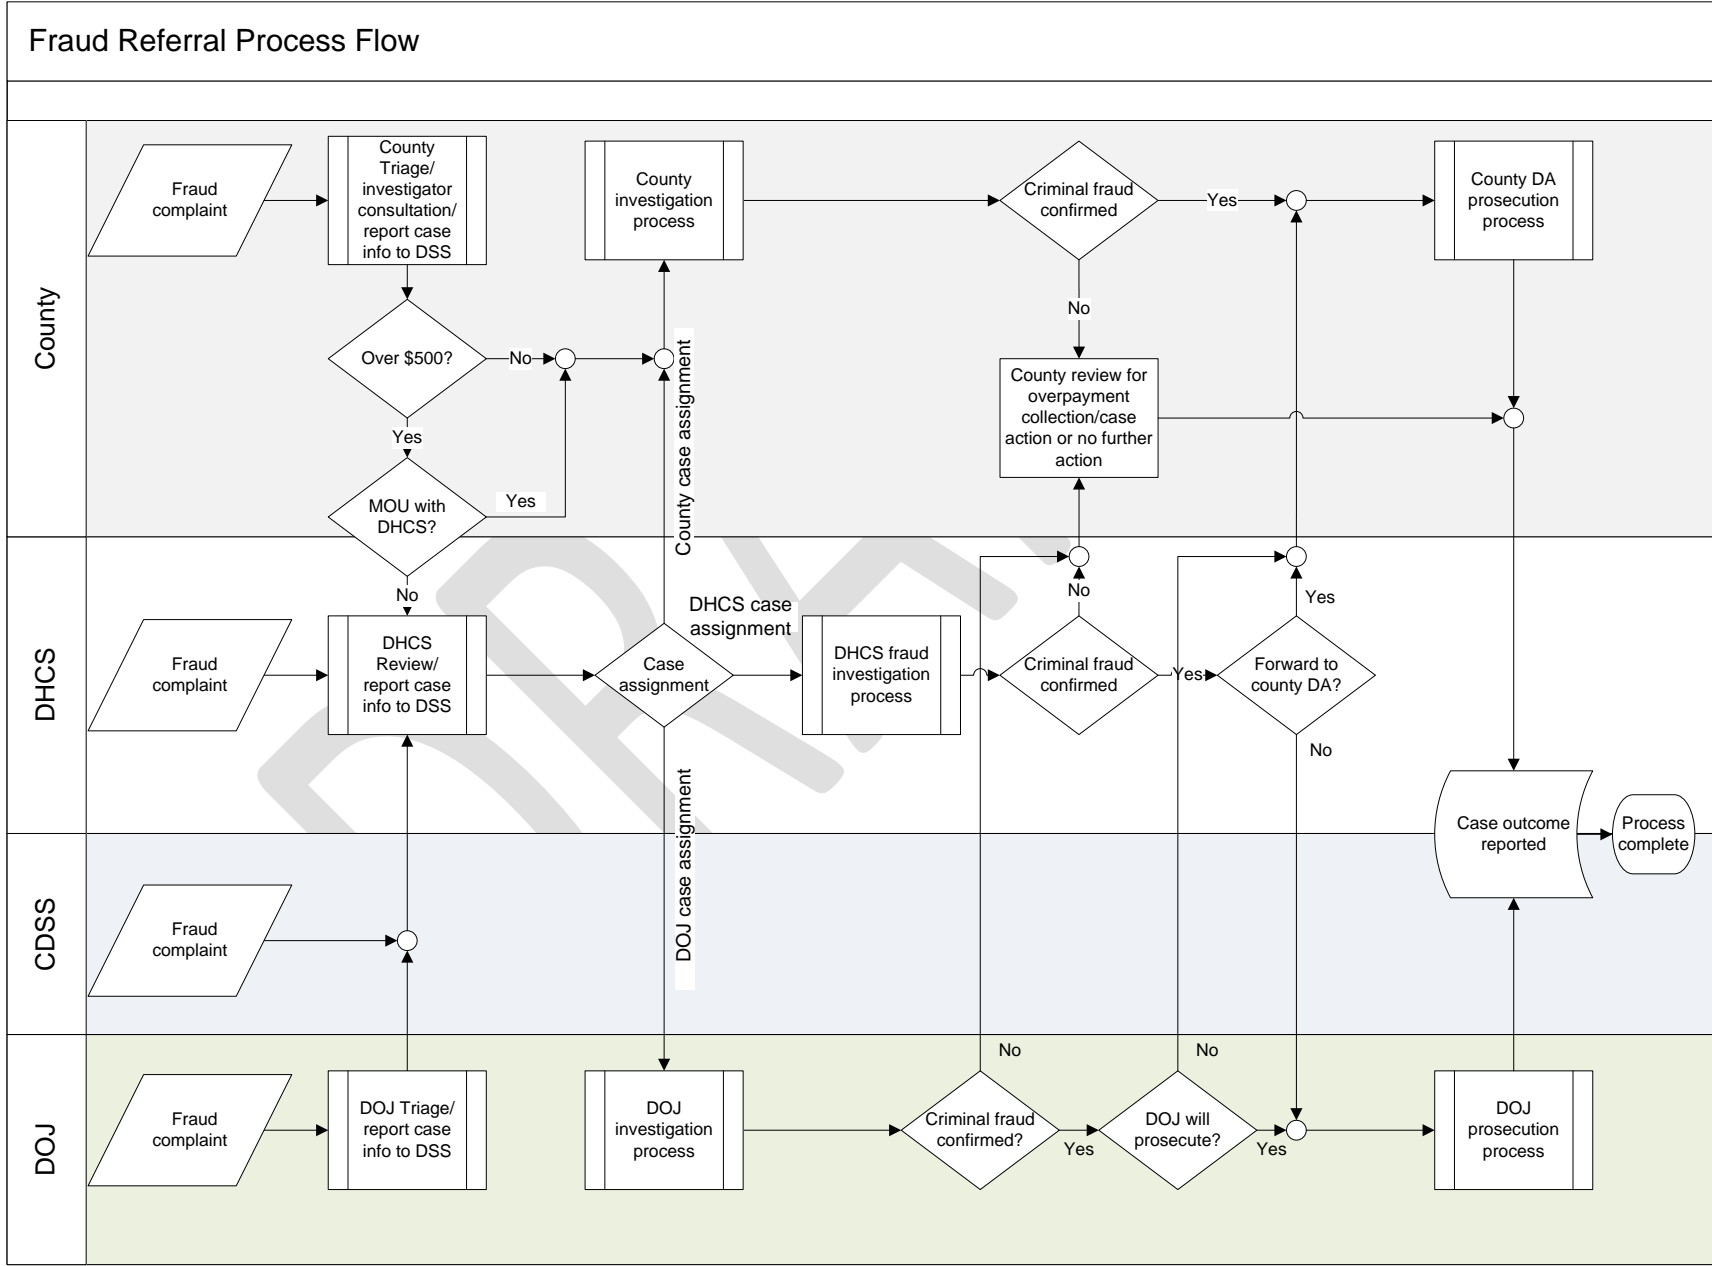 Fraud Referral Process Flow
County
Fraud
complaint
County
Triage/
investigator
consultation/
report case
info to DSS
County
investigation
process
Criminal fraud
confirmed
Yes
County DA
prosecution
process
Over $500?
No
Yes
MOU with
DHCS?
Yes
No
County case assignment
No
County review for
overpayment
collection/case
action or no further
action
DHCS
Fraud
complaint
DHCS
Review/
report case
info to DSS
Case
assignment
DHCS case
assignment
DHCS fraud
investigation
process
Criminal fraud
confirmed
No
Yes
Forward to
county DA?
Yes
No
DOJ case assignment
Case outcome
reported
Process
complete
CDSS
Fraud
complaint
DOJ
Fraud
complaint
DOJ Triage/
report case
info to DSS
DOJ
investigation
process
Criminal fraud
confirmed?
No
Yes
DOJ will
prosecute?
No
Yes
DOJ
prosecution
process